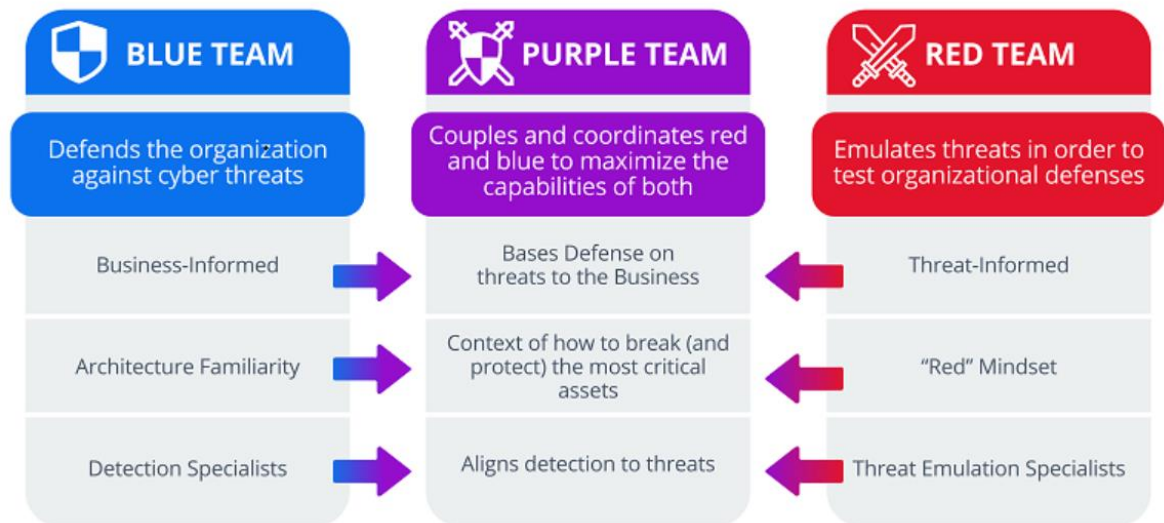 BLUE TEAM
Defends the organization
against cyber threats
Business-Informed
Architecture Familiarity
Detection Specialists
PURPLE TEAM
Couples and coordinates red
and blue to maximize the
capabilities of both
Bases Defense on
threats to the Business
Context of how to break (and
protect) the most critical
assets
Aligns detection to threats
RED TEAM
Emulates threats in order to
test organizational defenses
Threat-Informed
“Red” Mindset
Threat Emulation Specialists